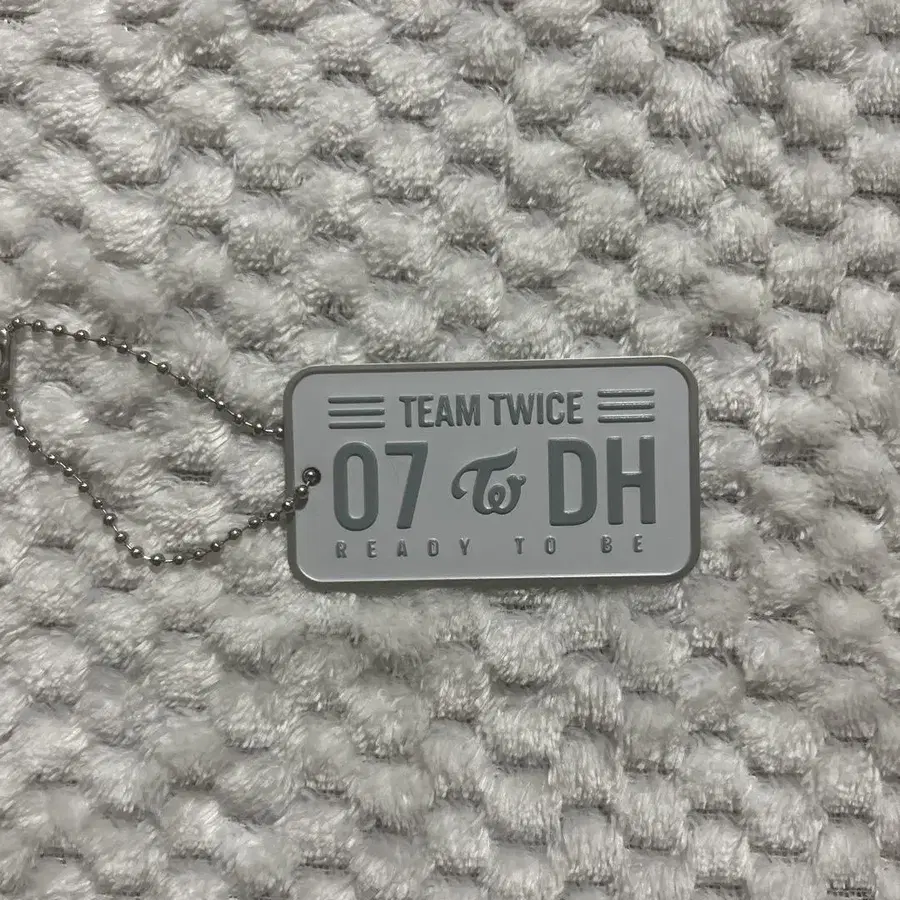 TEAM TWICE
07 DH
READY TO BE